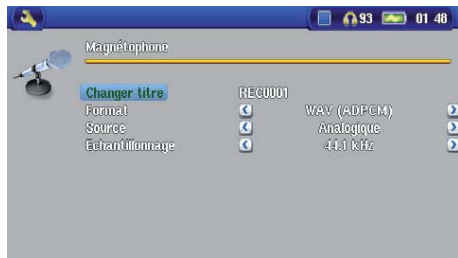 93 01 48
Magnétophone
Changer titre REC0001
Format WAV (ADPCM)
Source Analogique
Echantillonnage 44.1 kHz